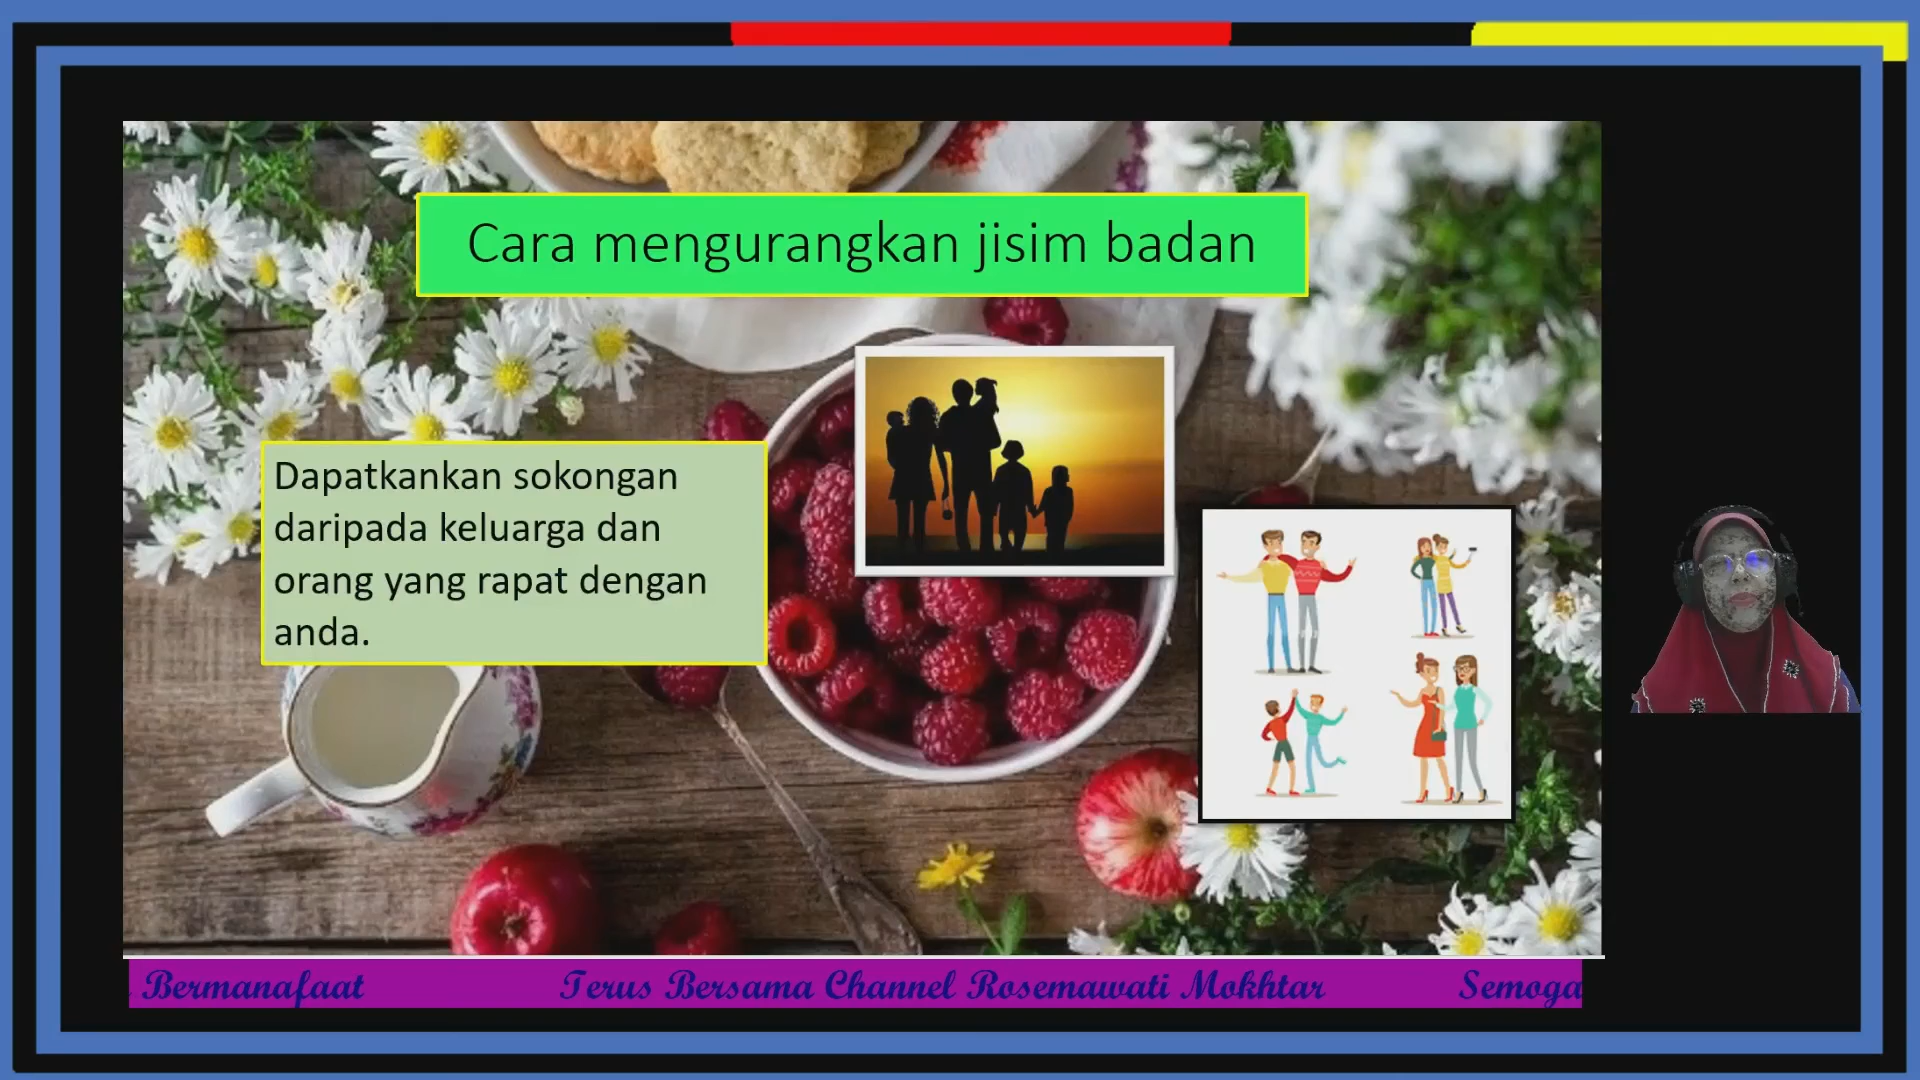 Cara mengurangkan jisim badan
Dapatkankan sokongan
daripada keluarga dan
orang yang rapat dengan
anda.
Bermanafaat Terus Bersama Channel Rosemawati Mokhtar Semoga